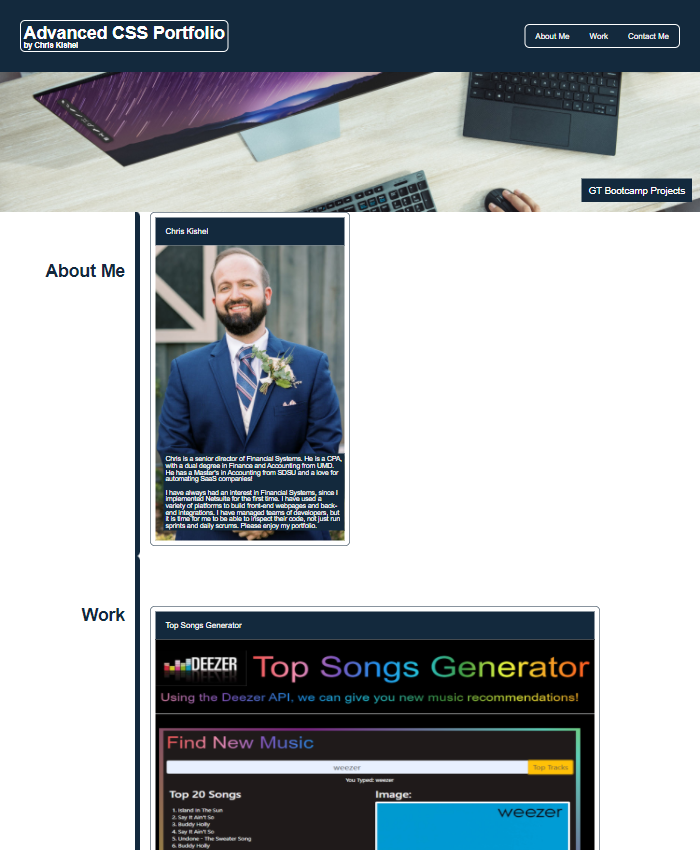 Advanced CSS Portfolio
by Chris Kishel
About Me
Work
Contact Me
GT Bootcamp Projects
About Me
Chris Kishel
Chris is a senior director of Financial Systems. He is a CPA,
with a dual degree in Finance and Accounting from UMD.
He has a Master's in Accounting from SDSU and a love for
automating SaaS companies!
I have always had an interest in Financial Systems, since I
implemented Netsuite for the first time. I have used a
variety of platforms to build front-end webpages and back-
end integrations. I have managed teams of developers, but
it is time for me to be able to inspect their code, not just run
sprints and daily scrums. Please enjoy my portfolio.
Work
Top Songs Generator
DEEZER
Top Songs Generator
Using the Deezer API, we can give you new music recommendations!
Find New Music
weezer
Top Tracks
You Typed: weezer
Top 20 Songs
Image:
1. Island In The Sun
2. Say It Ain't So
3. Buddy Holly
4. Say It Ain't So
5. Undone - The Sweater Song
6. Buddy Holly
weezer